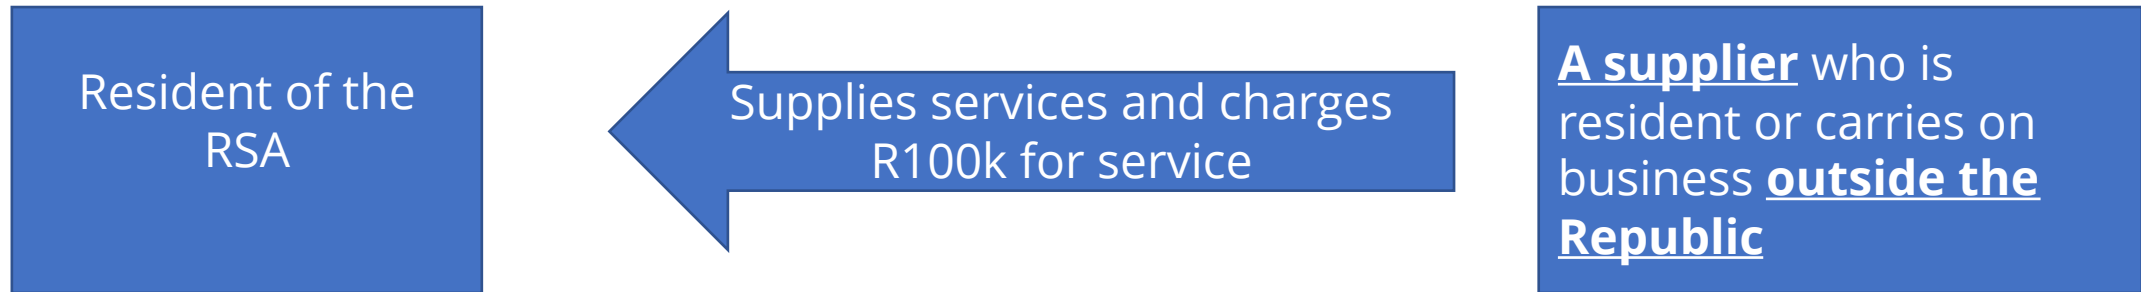 Resident of the
RSA
Supplies services and charges
R100k for service
A supplier who is
resident or carries on
business outside the
Republic